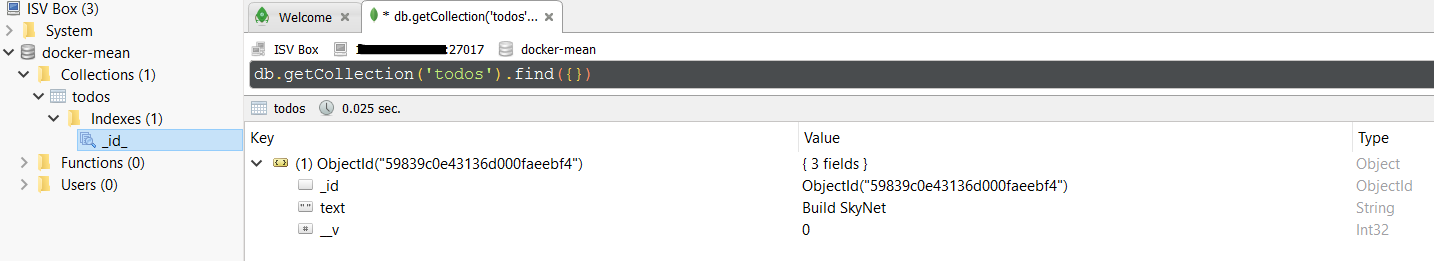 ISV Box (3)
System
docker-mean
Collections (1)
todos
Indexes (1)
_id_
Functions (0)
Users (0)
Welcome
* db.getCollection('todos'...
ISV Box :27017 docker-mean
db.getCollection('todos').find({})
todos 0.025 sec.
Key Value Type
(1) ObjectId("59839c0e43136d000faeebf4") { 3 fields } Object
_id ObjectId("59839c0e43136d000faeebf4") ObjectId
" " text Build SkyNet String
# __v 0 Int32